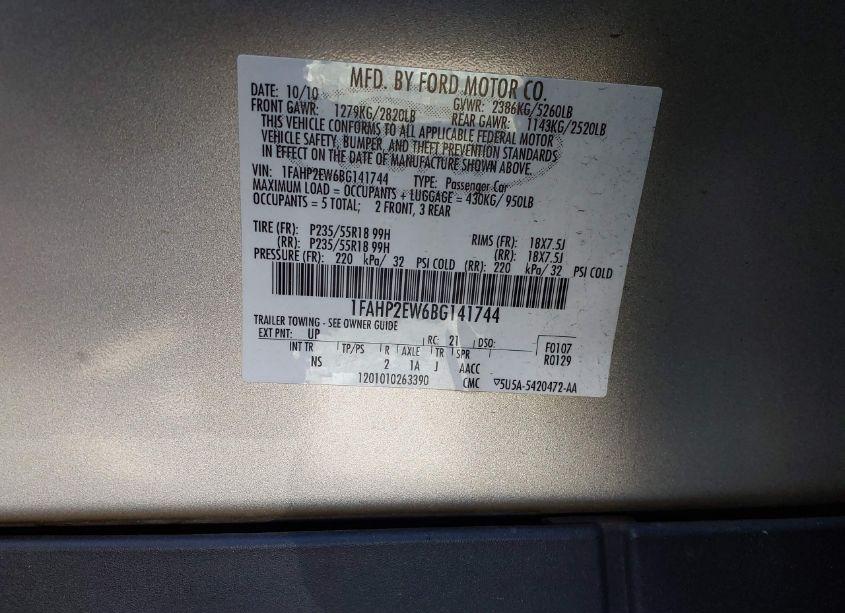 MFD. BY FORD MOTOR CO.
DATE: 10/10 GVWR: 2386KG/5260LB
FRONT GAWR: 1279KG/2820LB REAR GAWR: 1143KG/2520LB
THIS VEHICLE CONFORMS TO ALL APPLICABLE FEDERAL MOTOR
VEHICLE SAFETY, BUMPER, AND THEFT PREVENTION STANDARDS
IN EFFECT ON THE DATE OF MANUFACTURE SHOWN ABOVE.
VIN: 1FAHP2EW6BG141744 TYPE: Passenger Car
MAXIMUM LOAD = OCCUPANTS + LUGGAGE = 430KG/ 950LB
OCCUPANTS = 5 TOTAL; 2 FRONT, 3 REAR
TIRE (FR): P235/55R18 99H RIMS (FR): 18X7.5J
(RR): P235/55R18 99H (RR): 18X7.5J
PRESSURE (FR): 220 kPa/ 32 PSI COLD (RR): 220 kPa/ 32 PSI COLD
1FAHP2EW6BG141744
TRAILER TOWING - SEE OWNER GUIDE
EXT PNT: UP RC: 21 DSO: F0107
INT TR TP/PS R AXLE TR SPR R0129
NS 2 1A J AACC
1201010263390 CMC ▽5U5A-5420472-AA